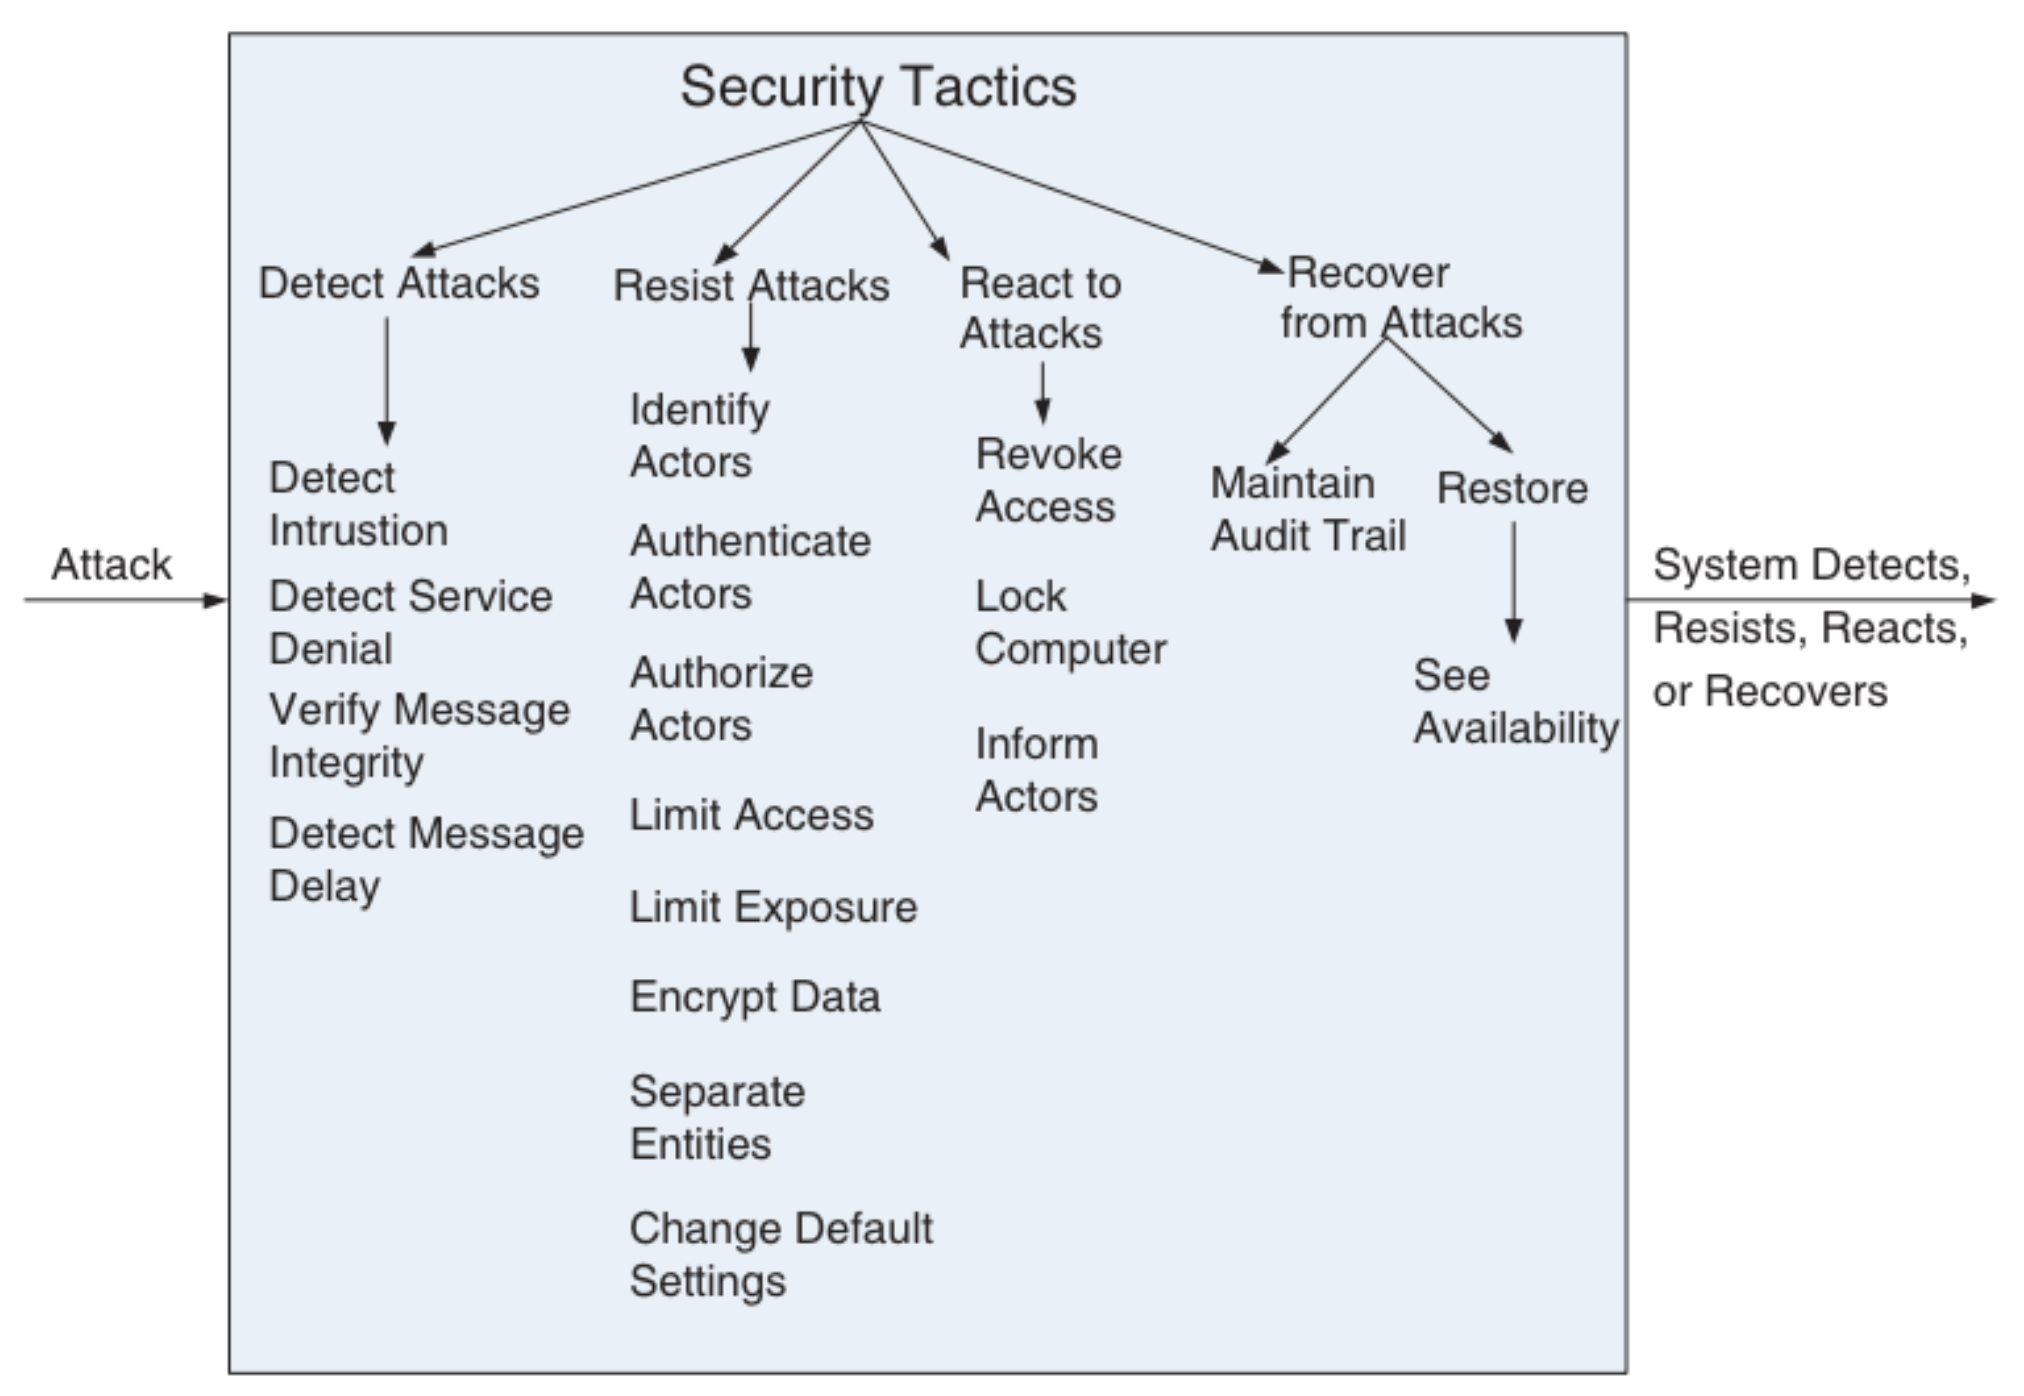 Security Tactics
Detect Attacks
Resist Attacks
React to
Attacks
Recover
from Attacks
Detect
Intrustion
Detect Service
Denial
Verify Message
Integrity
Detect Message
Delay
Identify
Actors
Authenticate
Actors
Authorize
Actors
Limit Access
Limit Exposure
Encrypt Data
Separate
Entities
Change Default
Settings
Revoke
Access
Lock
Computer
Inform
Actors
Maintain
Audit Trail
Restore
See
Availability
Attack
System Detects,
Resists, Reacts,
or Recovers